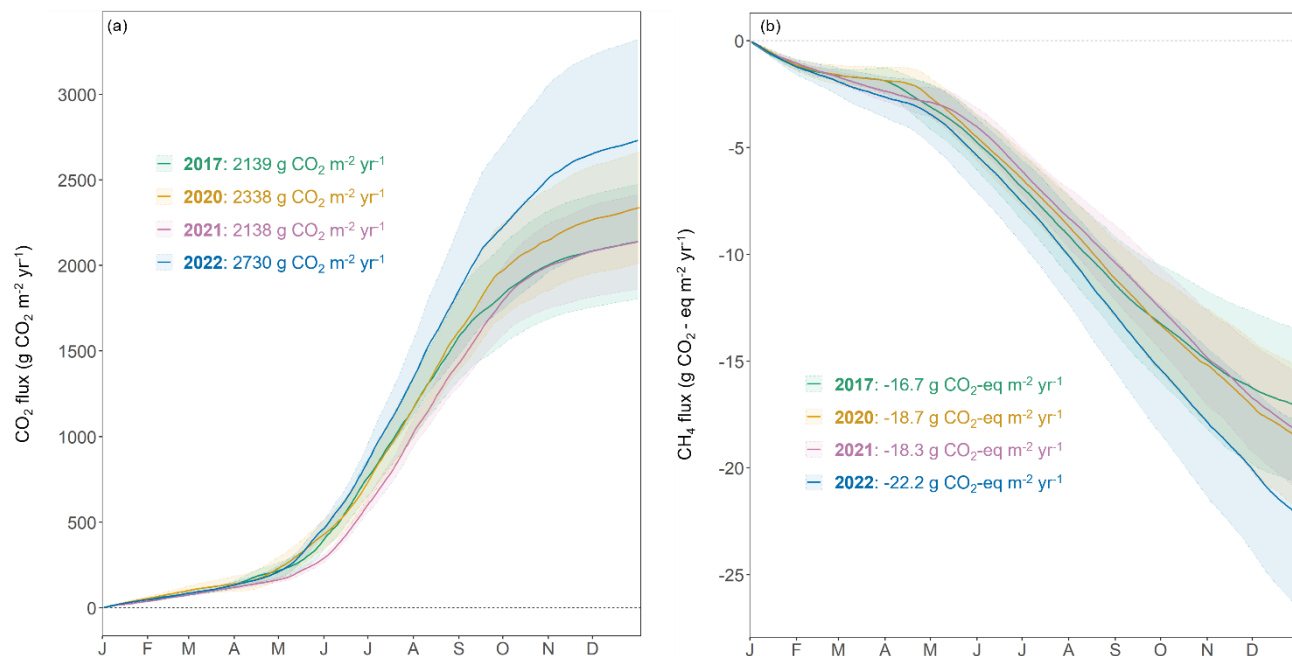 (a)
CO₂ flux (g CO₂ m⁻² yr⁻¹)
3000
2500
2000
1500
1000
500
0
2017: 2139 g CO₂ m⁻² yr⁻¹
2020: 2338 g CO₂ m⁻² yr⁻¹
2021: 2138 g CO₂ m⁻² yr⁻¹
2022: 2730 g CO₂ m⁻² yr⁻¹
J F M A M J J A S O N D
(b)
CH₄ flux (g CO₂ - eq m⁻² yr⁻¹)
0
-5
-10
-15
-20
-25
2017: -16.7 g CO₂-eq m⁻² yr⁻¹
2020: -18.7 g CO₂-eq m⁻² yr⁻¹
2021: -18.3 g CO₂-eq m⁻² yr⁻¹
2022: -22.2 g CO₂-eq m⁻² yr⁻¹
J F M A M J J A S O N D